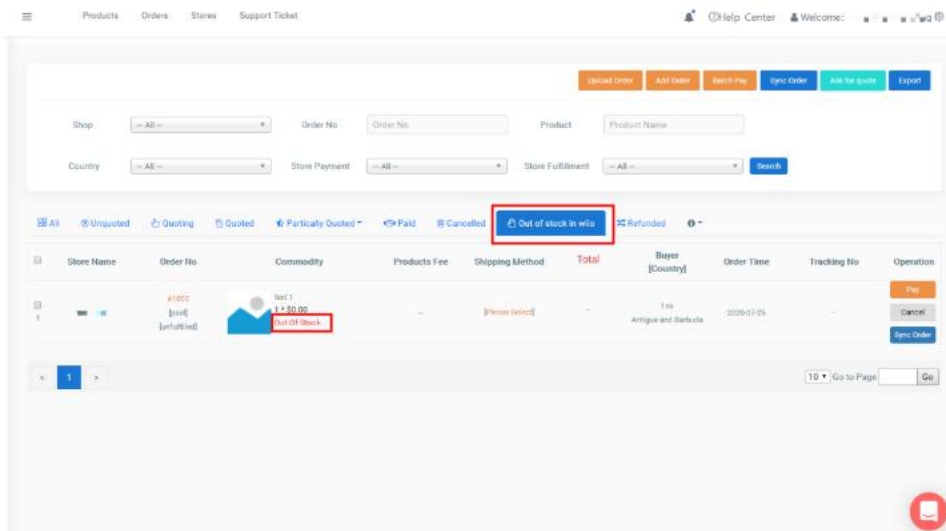 Products Orders Stores Support Ticket Help Center Welcome:
Upload Order Add Order Batch Pay Sync Order Ask for quote Export
Shop -- All -- Order No Order No Product Product Name
Country -- All -- Store Payment -- All -- Store Fulfillment -- All -- Search
All Unquoted Quoting Quoted Partically Quoted Paid Cancelled Out of stock in wiio Refunded
Store Name Order No Commodity Products Fee Shipping Method Total Buyer [Country] Order Time Tracking No Operation
#1002 [paid] [unfulfilled]
test 1
1 * $0.00
Out Of Stock
--
[Please Select]
--
Antigua and Barbuda
2020-07-26
--
Pay
Cancel
Sync Order
1
< 1 > 10 Go to Page Go